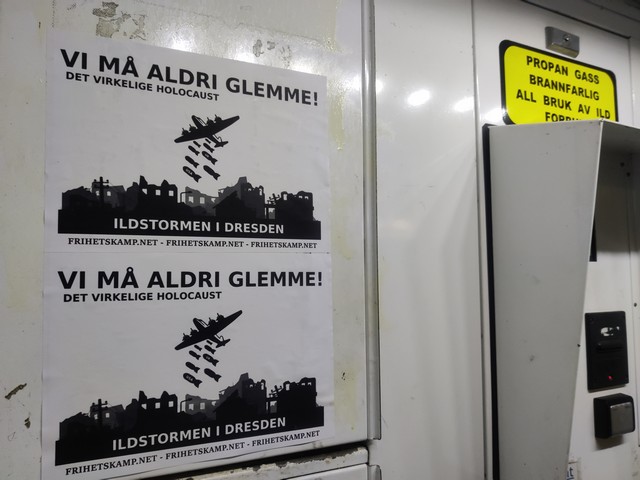 VI MÅ ALDRI GLEMME!
DET VIRKELIGE HOLOCAUST
ILDSTORMEN I DRESDEN
FRIHETSKAMP.NET - FRIHETSKAMP.NET - FRIHETSKAMP.NET
VI MÅ ALDRI GLEMME!
DET VIRKELIGE HOLOCAUST
ILDSTORMEN I DRESDEN
FRIHETSKAMP.NET - FRIHETSKAMP.NET - FRIHETSKAMP.NET
PROPAN GASS
BRANNFARLIG
ALL BRUK AV ILD